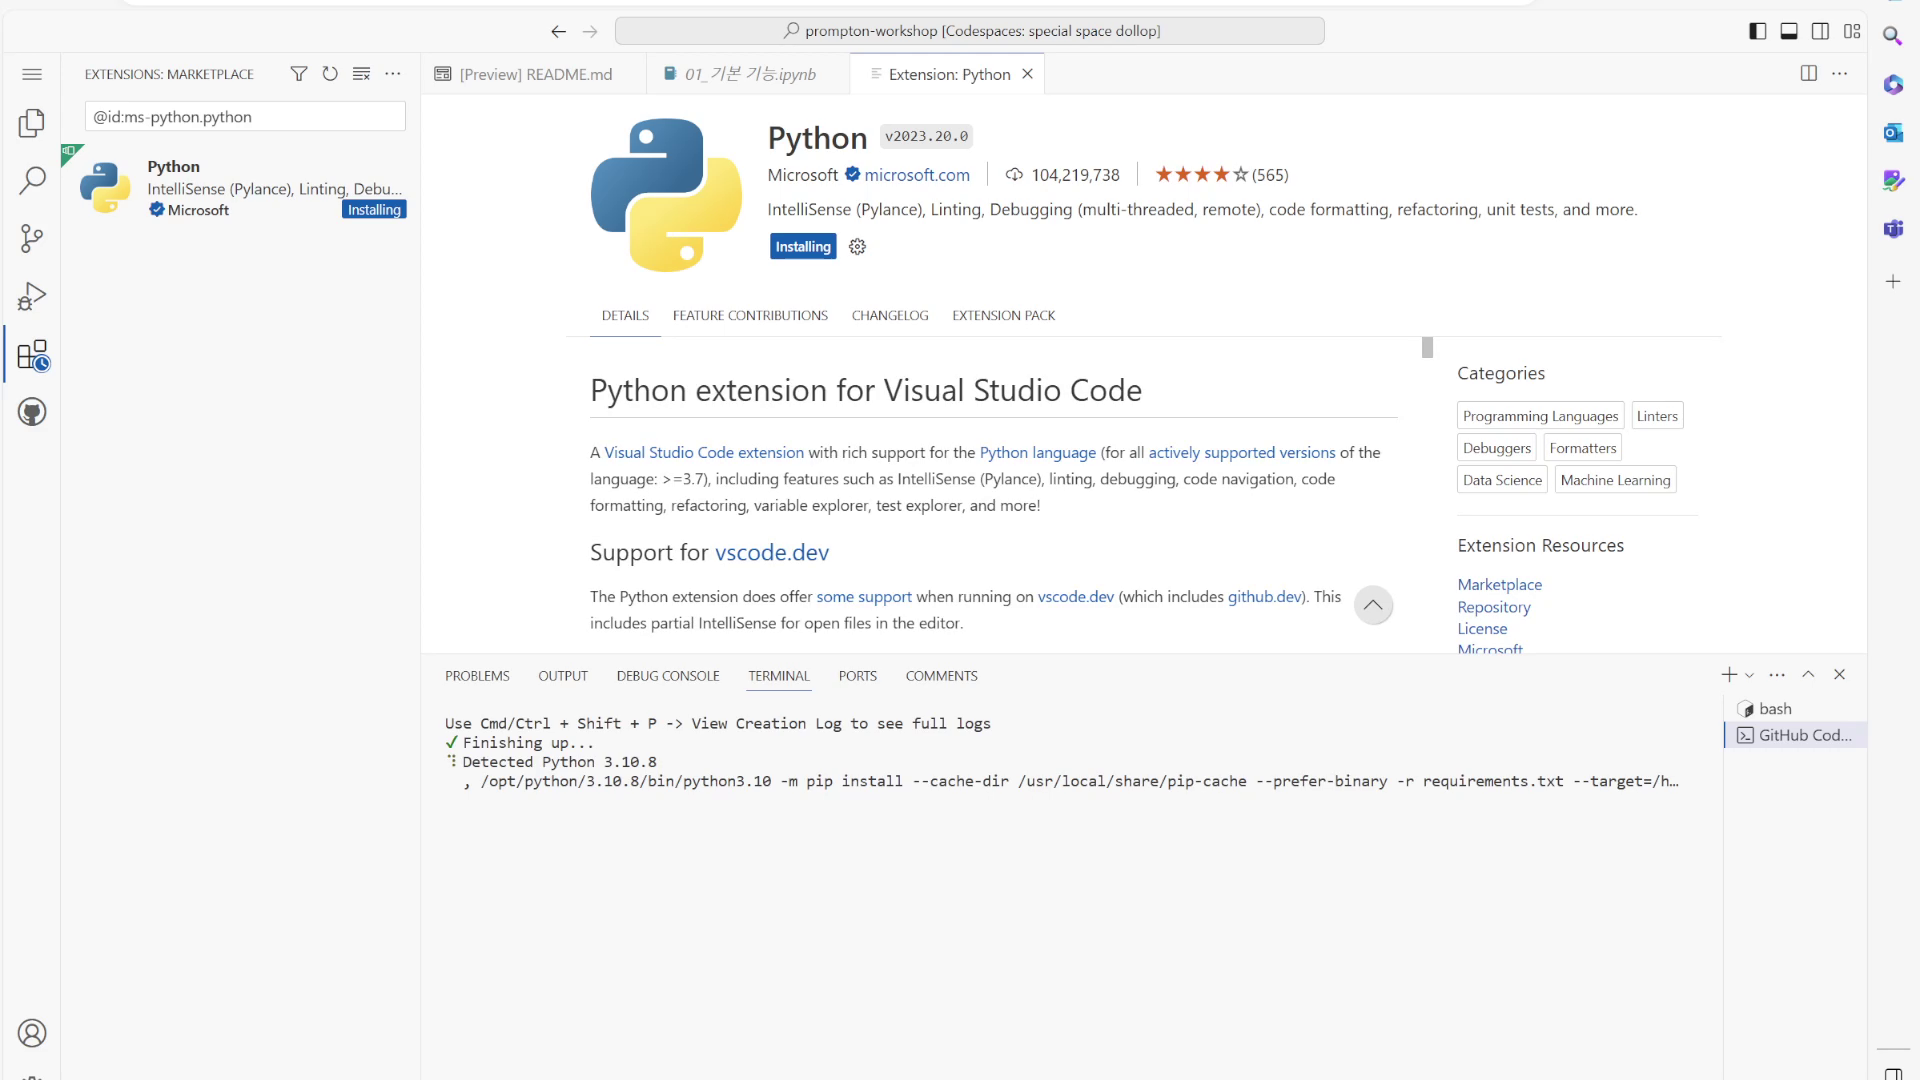 prompton-workshop [Codespaces: special space dollop]
EXTENSIONS: MARKETPLACE
@id:ms-python.python
Python
IntelliSense (Pylance), Linting, Debu...
Microsoft
Installing
[Preview] README.md
01_기본 기능.ipynb
Extension: Python
Python v2023.20.0
Microsoft microsoft.com 104,219,738 (565)
IntelliSense (Pylance), Linting, Debugging (multi-threaded, remote), code formatting, refactoring, unit tests, and more.
Installing
DETAILS FEATURE CONTRIBUTIONS CHANGELOG EXTENSION PACK
Python extension for Visual Studio Code
A Visual Studio Code extension with rich support for the Python language (for all actively supported versions of the
language: >=3.7), including features such as IntelliSense (Pylance), linting, debugging, code navigation, code
formatting, refactoring, variable explorer, test explorer, and more!
Support for vscode.dev
The Python extension does offer some support when running on vscode.dev (which includes github.dev). This
includes partial IntelliSense for open files in the editor.
Categories
Programming Languages Linters
Debuggers Formatters
Data Science Machine Learning
Extension Resources
Marketplace
Repository
License
Microsoft
PROBLEMS OUTPUT DEBUG CONSOLE TERMINAL PORTS COMMENTS
Use Cmd/Ctrl + Shift + P -> View Creation Log to see full logs
✓ Finishing up...
⠹ Detected Python 3.10.8
, /opt/python/3.10.8/bin/python3.10 -m pip install --cache-dir /usr/local/share/pip-cache --prefer-binary -r requirements.txt --target=/h…
bash
GitHub Cod...